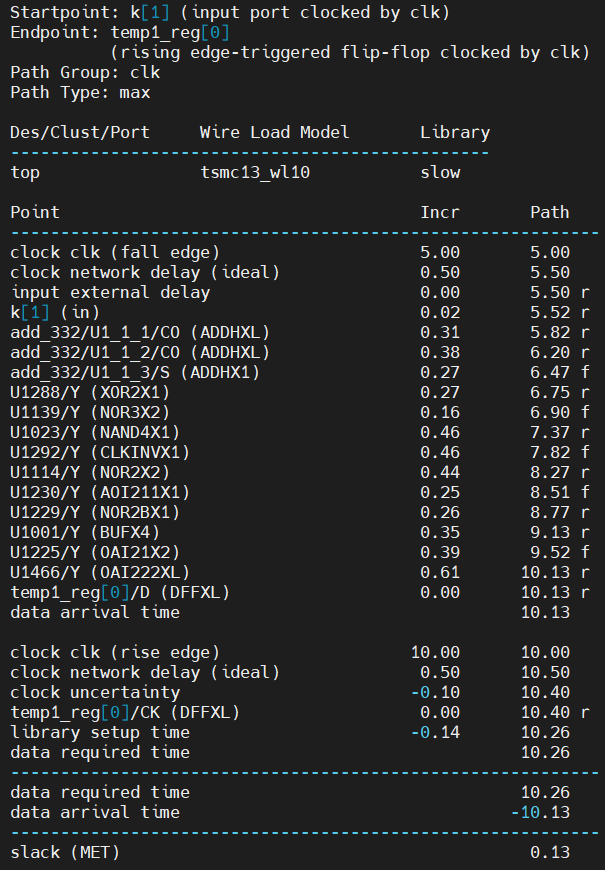 Startpoint: k[1] (input port clocked by clk)
Endpoint: temp1_reg[0]
(rising edge-triggered flip-flop clocked by clk)
Path Group: clk
Path Type: max
Des/Clust/Port Wire Load Model Library
------------------------------------------------
top tsmc13_wl10 slow
Point Incr Path
-----------------------------------------------------------
clock clk (fall edge) 5.00 5.00
clock network delay (ideal) 0.50 5.50
input external delay 0.00 5.50 r
k[1] (in) 0.02 5.52 r
add_332/U1_1_1/CO (ADDHXL) 0.31 5.82 r
add_332/U1_1_2/CO (ADDHXL) 0.38 6.20 r
add_332/U1_1_3/S (ADDHX1) 0.27 6.47 f
U1288/Y (XOR2X1) 0.27 6.75 r
U1139/Y (NOR3X2) 0.16 6.90 f
U1023/Y (NAND4X1) 0.46 7.37 r
U1292/Y (CLKINVX1) 0.46 7.82 f
U1114/Y (NOR2X2) 0.44 8.27 r
U1230/Y (AOI211X1) 0.25 8.51 f
U1229/Y (NOR2BX1) 0.26 8.77 r
U1001/Y (BUFX4) 0.35 9.13 r
U1225/Y (OAI21X2) 0.39 9.52 f
U1466/Y (OAI222XL) 0.61 10.13 r
temp1_reg[0]/D (DFFXL) 0.00 10.13 r
data arrival time 10.13
clock clk (rise edge) 10.00 10.00
clock network delay (ideal) 0.50 10.50
clock uncertainty -0.10 10.40
temp1_reg[0]/CK (DFFXL) 0.00 10.40 r
library setup time -0.14 10.26
data required time 10.26
-----------------------------------------------------------
data required time 10.26
data arrival time -10.13
-----------------------------------------------------------
slack (MET) 0.13